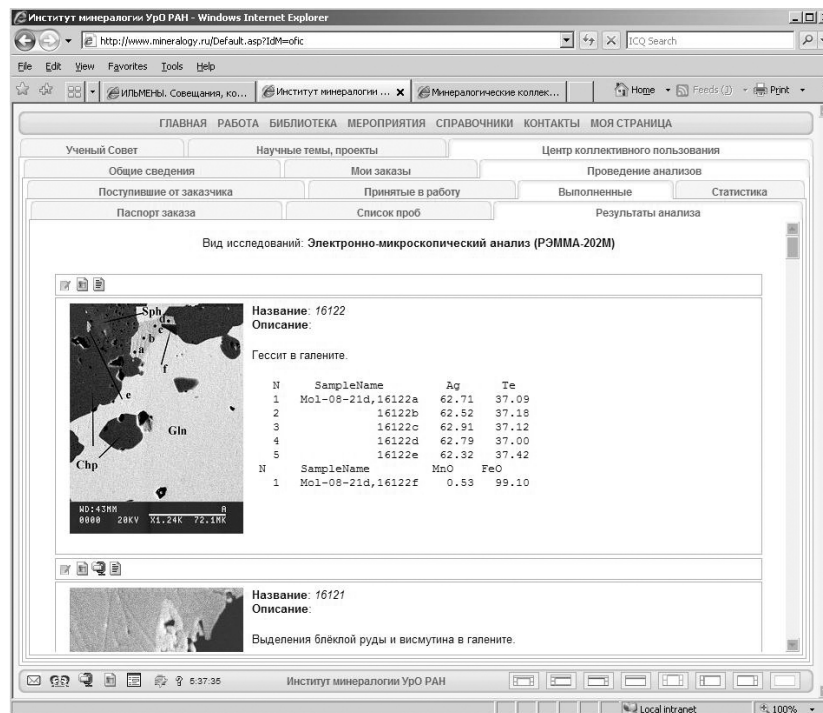 Институт минералогии УрО РАН - Windows Internet Explorer
http://www.mineralogy.ru/Default.asp?IdM=ofic
ICQ Search
File Edit View Favorites Tools Help
ИЛЬМЕНЫ. Совещания, ко... Институт минералогии ... Минералогические коллек... Home Feeds (J) Print
ГЛАВНАЯ РАБОТА БИБЛИОТЕКА МЕРОПРИЯТИЯ СПРАВОЧНИКИ КОНТАКТЫ МОЯ СТРАНИЦА
Ученый Совет Научные темы, проекты Центр коллективного пользования
Общие сведения Мои заказы Проведение анализов
Поступившие от заказчика Принятые в работу Выполненные Статистика
Паспорт заказа Список проб Результаты анализа
Вид исследований: Электронно-микроскопический анализ (РЭММА-202М)
Sph
d
c
b
a
f
e
Gln
Chp
WD:43MM A
0000 20KV X1.24K 72.1MK
Название: 16122
Описание:
Гессит в галените.
N SampleName Ag Te
1 Mol-08-21d,16122a 62.71 37.09
2 16122b 62.52 37.18
3 16122c 62.91 37.12
4 16122d 62.79 37.00
5 16122e 62.32 37.42
N SampleName MnO FeO
1 Mol-08-21d,16122f 0.53 99.10
Название: 16121
Описание:
Выделения блёклой руды и висмутина в галените.
5:37:35 Институт минералогии УрО РАН
Local intranet 100%